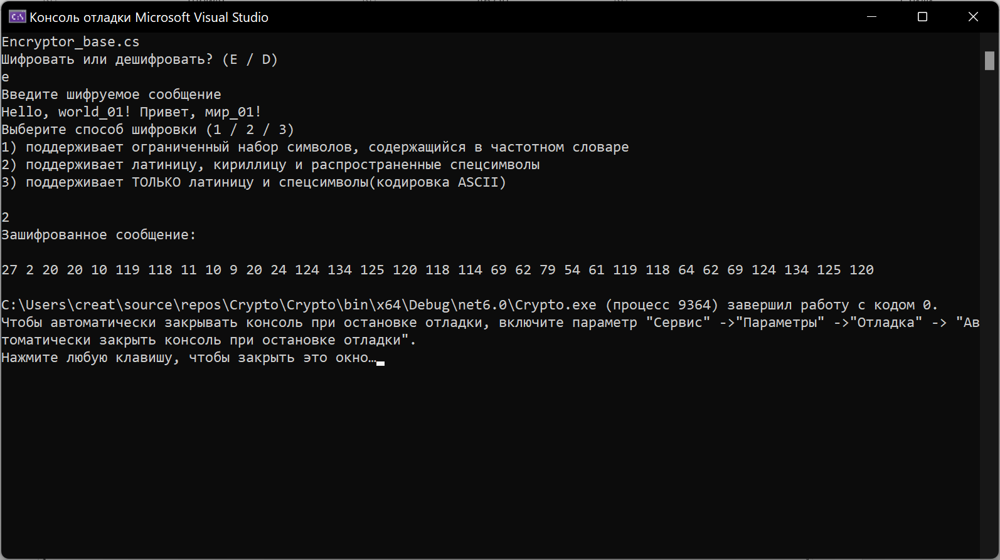 Консоль отладки Microsoft Visual Studio
Encryptor_base.cs
Шифровать или дешифровать? (E / D)
e
Введите шифруемое сообщение
Hello, world_01! Привет, мир_01!
Выберите способ шифровки (1 / 2 / 3)
1) поддерживает ограниченный набор символов, содержащийся в частотном словаре
2) поддерживает латиницу, кириллицу и распространенные спецсимволы
3) поддерживает ТОЛЬКО латиницу и спецсимволы(кодировка ASCII)
2
Зашифрованное сообщение:
27 2 20 20 10 119 118 11 10 9 20 24 124 134 125 120 118 114 69 62 79 54 61 119 118 64 62 69 124 134 125 120
C:\Users\creat\source\repos\Crypto\Crypto\bin\x64\Debug\net6.0\Crypto.exe (процесс 9364) завершил работу с кодом 0.
Чтобы автоматически закрывать консоль при остановке отладки, включите параметр "Сервис" ->"Параметры" ->"Отладка" -> "Ав
томатически закрыть консоль при остановке отладки".
Нажмите любую клавишу, чтобы закрыть это окно…